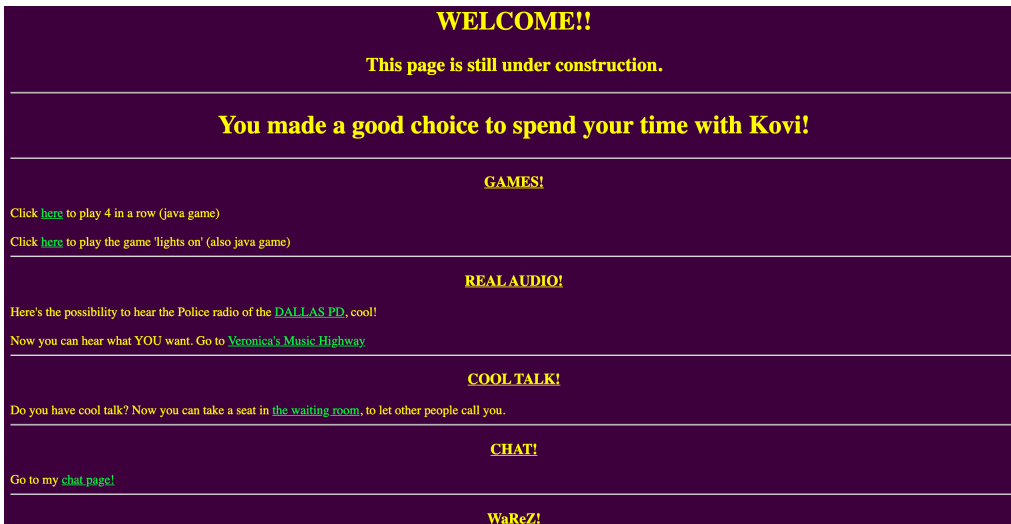 WELCOME!!
This page is still under construction.
You made a good choice to spend your time with Kovi!
GAMES!
Click here to play 4 in a row (java game)
Click here to play the game 'lights on' (also java game)
REAL AUDIO!
Here's the possibility to hear the Police radio of the DALLAS PD, cool!
Now you can hear what YOU want. Go to Veronica's Music Highway
COOL TALK!
Do you have cool talk? Now you can take a seat in the waiting room, to let other people call you.
CHAT!
Go to my chat page!
WaReZ!